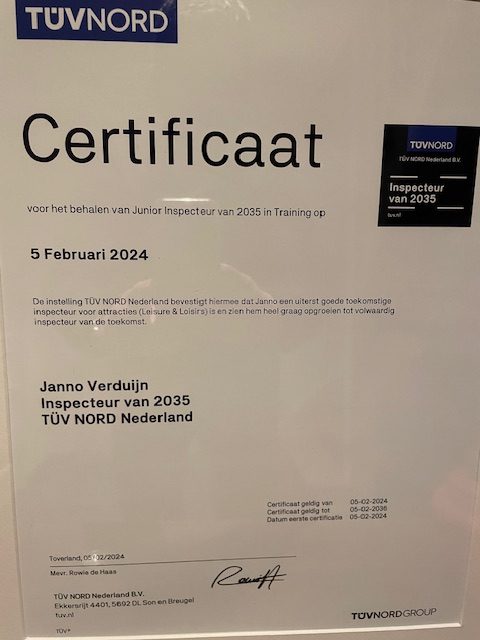 TÜVNORD
Certificaat
TÜVNORD
TÜV NORD Nederland B.V.
Inspecteur
van 2035
tuv.nl
voor het behalen van Junior Inspecteur van 2035 in Training op
5 Februari 2024
De instelling TÜV NORD Nederland bevestigt hiermee dat Janno een uiterst goede toekomstige
inspecteur voor attracties (Leisure & Loisirs) is en zien hem heel graag opgroeien tot volwaardig
inspecteur van de toekomst.
Janno Verduijn
Inspecteur van 2035
TÜV NORD Nederland
Certificaat geldig van 05-02-2024
Certificaat geldig tot 05-02-2036
Datum eerste certificatie 05-02-2024
Toverland, 05/02/2024
Mevr. Rowie de Haas
TÜV NORD Nederland B.V.
Ekkersrijt 4401, 5692 DL Son en Breugel
tuv.nl
TÜV®
TÜVNORDGROUP